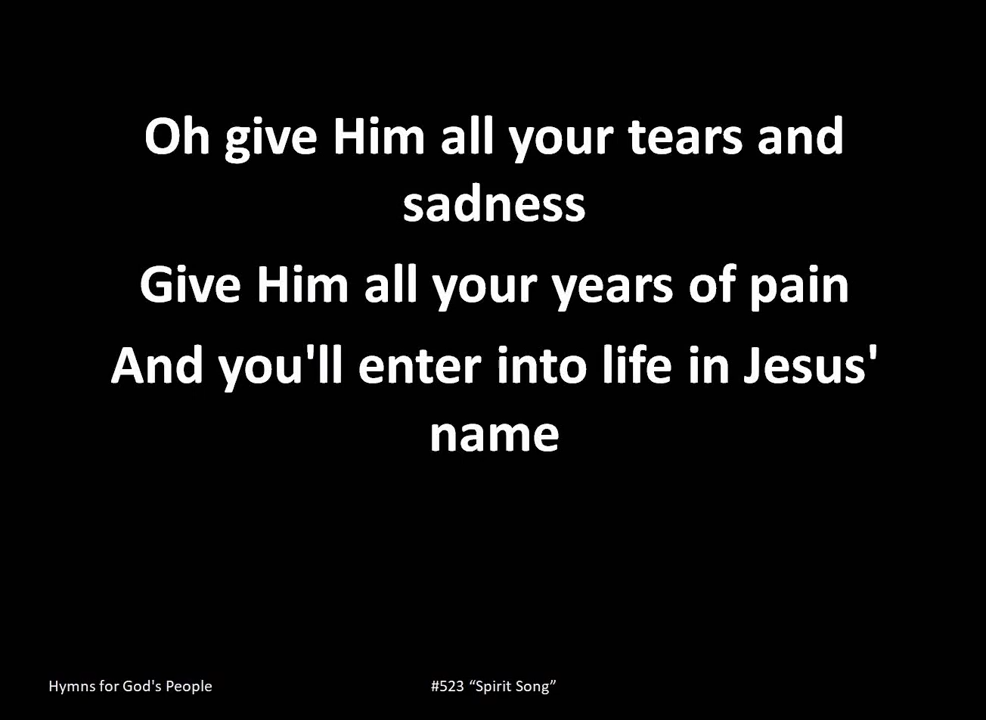 Oh give Him all your tears and
sadness
Give Him all your years of pain
And you'll enter into life in Jesus'
name
Hymns for God's People
#523 “Spirit Song”